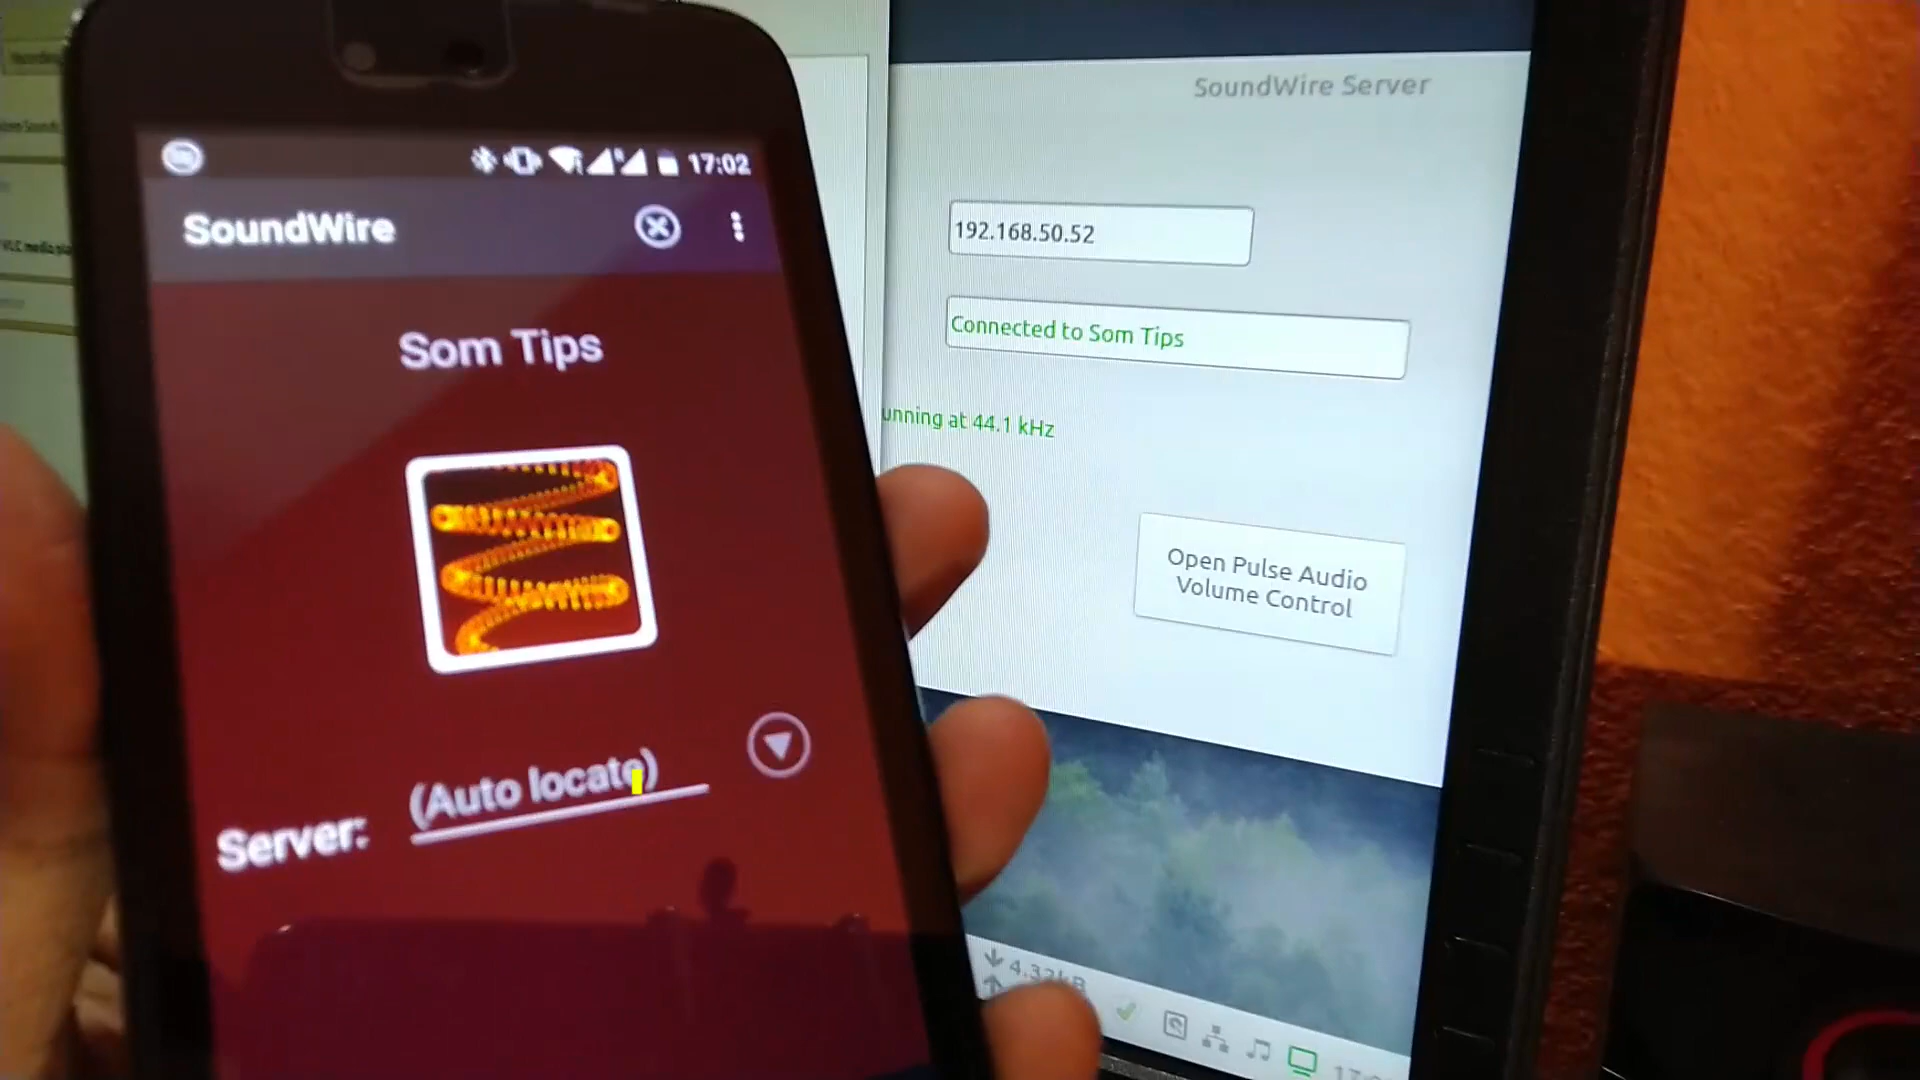 17:02
SoundWire
Som Tips
Server: (Auto locate)
SoundWire Server
192.168.50.52
Connected to Som Tips
unning at 44.1 kHz
Open Pulse Audio
Volume Control